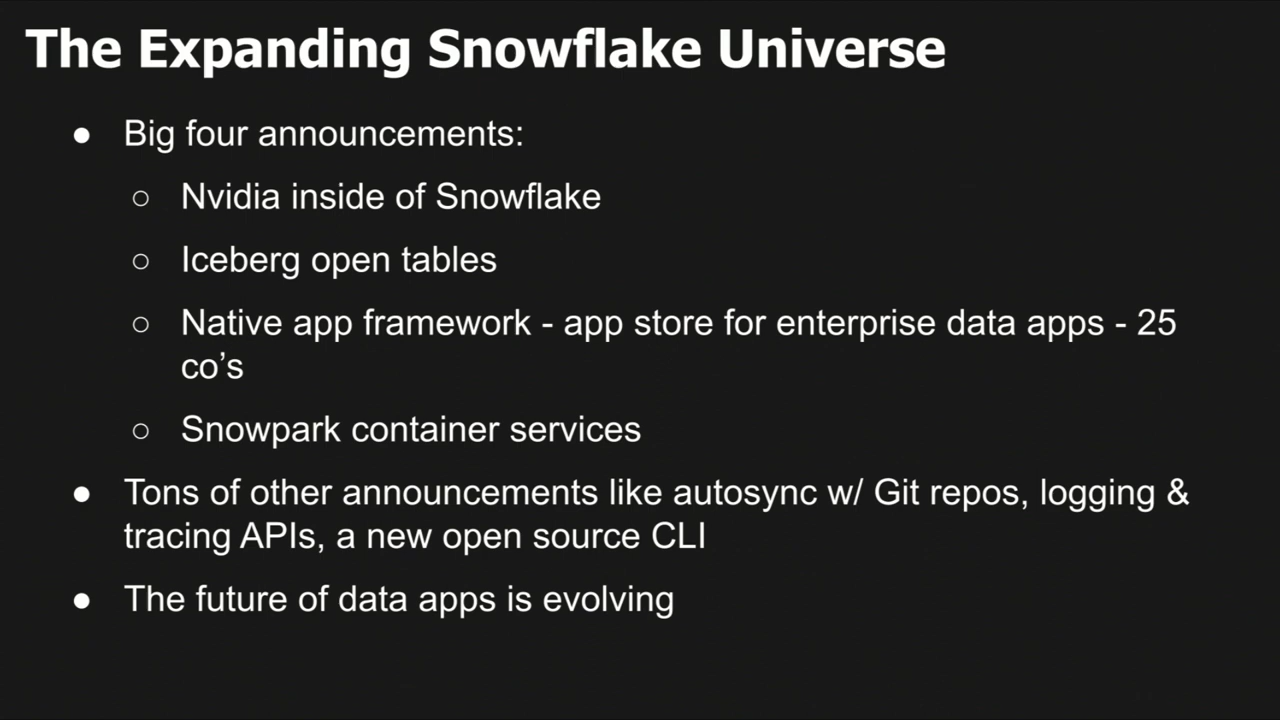 The Expanding Snowflake Universe
● Big four announcements:
○ Nvidia inside of Snowflake
○ Iceberg open tables
○ Native app framework - app store for enterprise data apps - 25
co’s
○ Snowpark container services
● Tons of other announcements like autosync w/ Git repos, logging &
tracing APIs, a new open source CLI
● The future of data apps is evolving